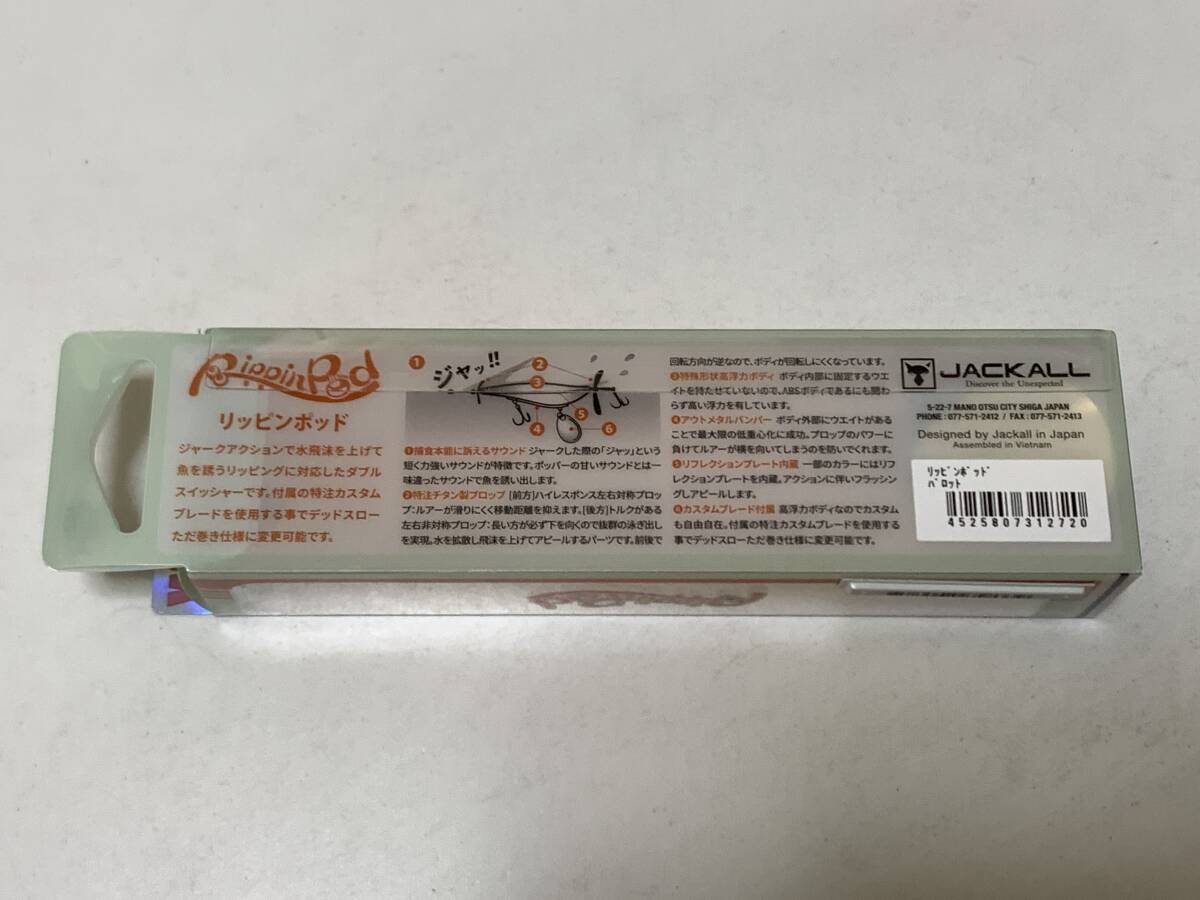 Rippin Pod
リッピンポッド
ジャークアクションで水飛沫を上げて
魚を誘うリッピングに対応したダブル
スイッシャーです。付属の特注カスタム
ブレードを使用する事でデッドスロー
ただ巻き仕様に変更可能です。
1
ジャッ!!
2
3
4
5
6
❶捕食本能に訴えるサウンド ジャークした際の「ジャッ」という
短く力強いサウンドが特徴です。ポッパーの甘いサウンドとは一
味違ったサウンドで魚を誘い出します。
❷特注チタン製プロップ [前方]ハイレスポンス左右対称プロッ
プ:ルアーが滑りにくく移動距離を抑えます。[後方]トルクがある
左右非対称プロップ:長い方が必ず下を向くので抜群の泳ぎ出し
を実現。水を拡散し飛沫を上げてアピールするパーツです。前後で
回転方向が逆なので、ボディが回転しにくくなっています。
❸特殊形状高浮力ボディ ボディ内部に固定するウエ
イトを持たせていないので、ABSボディであるにも関わ
らず高い浮力を有しています。
❹アウトメタルバンパー ボディ外部にウエイトがある
ことで最大限の低重心化に成功。プロップのパワーに
負けてルアーが横を向いてしまうのを防いでくれます。
❺リフレクションプレート内蔵 一部のカラーにはリフ
レクションプレートを内蔵。アクションに伴いフラッシン
グしアピールします。
❻カスタムブレード付属 高浮力ボディなのでカスタム
も自由自在。付属の特注カスタムブレードを使用する
事でデッドスローただ巻き仕様に変更可能です。
JACKALL
Discover the Unexpected
5-22-7 MANO OTSU CITY SHIGA JAPAN
PHONE : 077-571-2412 / FAX : 077-571-2413
Designed by Jackall in Japan
Assembled in Vietnam
ﾘｯﾋﾟﾝﾎﾟｯﾄﾞ
ﾊﾟﾛｯﾄ
4525807312720